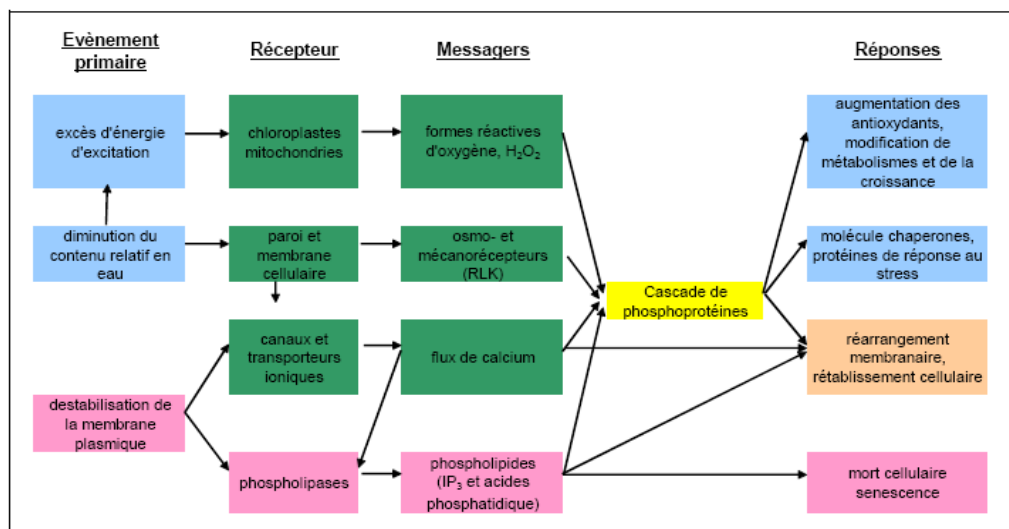 Evènement
primaire
Récepteur
Messagers
Réponses
excès d'énergie
d'excitation
chloroplastes
mitochondries
formes réactives
d'oxygène, H₂O₂
augmentation des
antioxydants,
modification de
métabolismes et de la
croissance
diminution du
contenu relatif en
eau
paroi et
membrane
cellulaire
osmo- et
mécanorécepteurs
(RLK)
molécule chaperones,
protéines de réponse au
stress
Cascade de
phosphoprotéines
canaux et
transporteurs
ioniques
flux de calcium
réarrangement
membranaire,
rétablissement cellulaire
destabilisation de
la membrane
plasmique
phospholipases
phospholipides
(IP₃ et acides
phosphatidique)
mort cellulaire
senescence